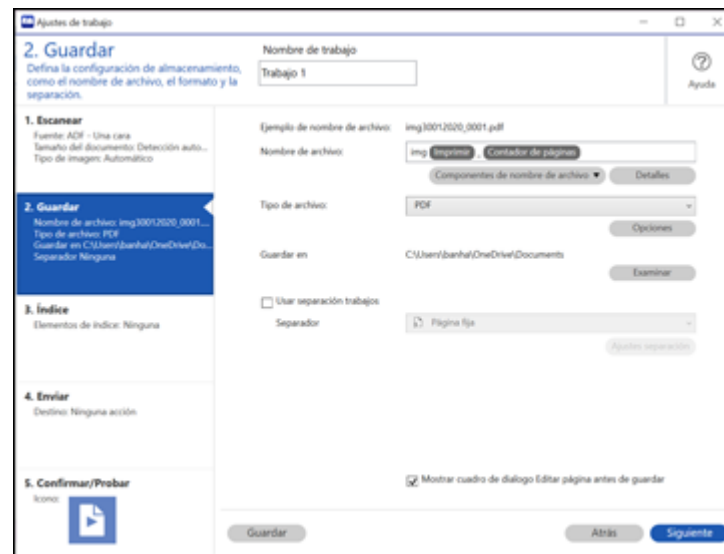 Ajustes de trabajo
2. Guardar
Defina la configuración de almacenamiento,
como el nombre de archivo, el formato y la
separación.
Nombre de trabajo
Trabajo 1
Ayuda
1. Escanear
Fuente: ADF - Una cara
Tamaño del documento: Detección auto...
Tipo de imagen: Automático
2. Guardar
Nombre de archivo: img30012020_0001....
Tipo de archivo: PDF
Guardar en C:\Users\banha\OneDrive\Do...
Separador Ninguna
3. Índice
Elementos de índice: Ninguna
4. Enviar
Destino: Ninguna acción
5. Confirmar/Probar
Icono:
Ejemplo de nombre de archivo: img30012020_0001.pdf
Nombre de archivo: img Imprimir _ Contador de páginas
Componentes de nombre de archivo Detalles
Tipo de archivo: PDF
Opciones
Guardar en C:\Users\banha\OneDrive\Documents
Examinar
Usar separación trabajos
Separador Página fija
Ajustes separación
Mostrar cuadro de dialogo Editar página antes de guardar
Guardar Atrás Siguiente